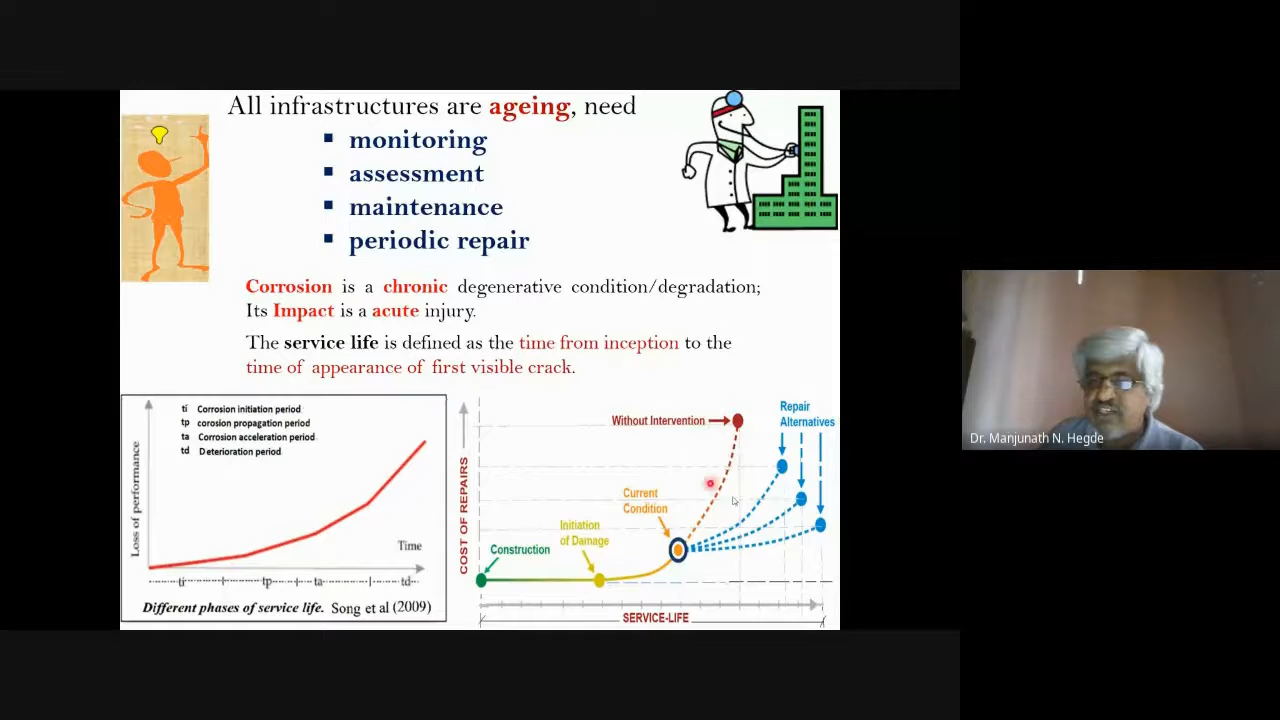 All infrastructures are ageing, need
▪ monitoring
▪ assessment
▪ maintenance
▪ periodic repair
Corrosion is a chronic degenerative condition/degradation;
Its Impact is a acute injury.
The service life is defined as the time from inception to the
time of appearance of first visible crack.
ti Corrosion initiation period
tp corrosion propagation period
ta Corrosion acceleration period
td Deterioration period
Loss of performance
Time
ti tp ta td
Different phases of service life. Song et al (2009)
COST OF REPAIRS
Construction
Initiation
of Damage
Current
Condition
Without Intervention
Repair
Alternatives
SERVICE-LIFE
Dr. Manjunath N. Hegde